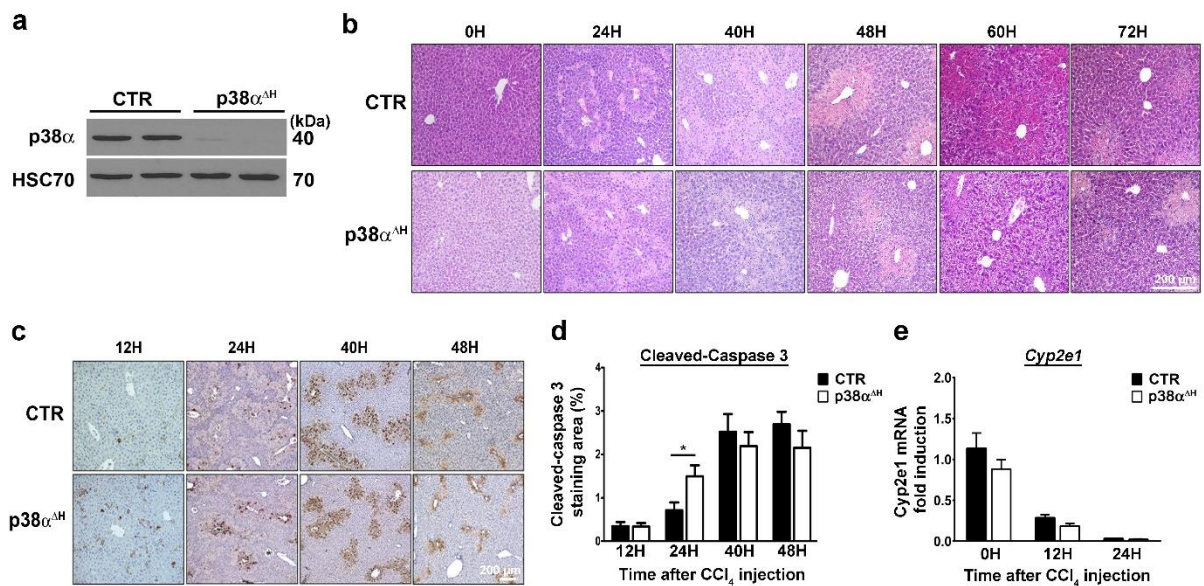 a
CTR p38α^ΔH
(kDa)
p38α 40
HSC70 70
b
0H 24H 40H 48H 60H 72H
CTR
p38α^ΔH
200 μm
c
12H 24H 40H 48H
CTR
p38α^ΔH
200 μm
d
Cleaved-Caspase 3
CTR
p38α^ΔH
Cleaved-caspase 3
staining area (%)
4
3
2
1
0
*
12H 24H 40H 48H
Time after CCl₄ injection
e
Cyp2e1
CTR
p38α^ΔH
Cyp2e1 mRNA
fold induction
2.0
1.5
1.0
0.5
0.0
0H 12H 24H
Time after CCl₄ injection